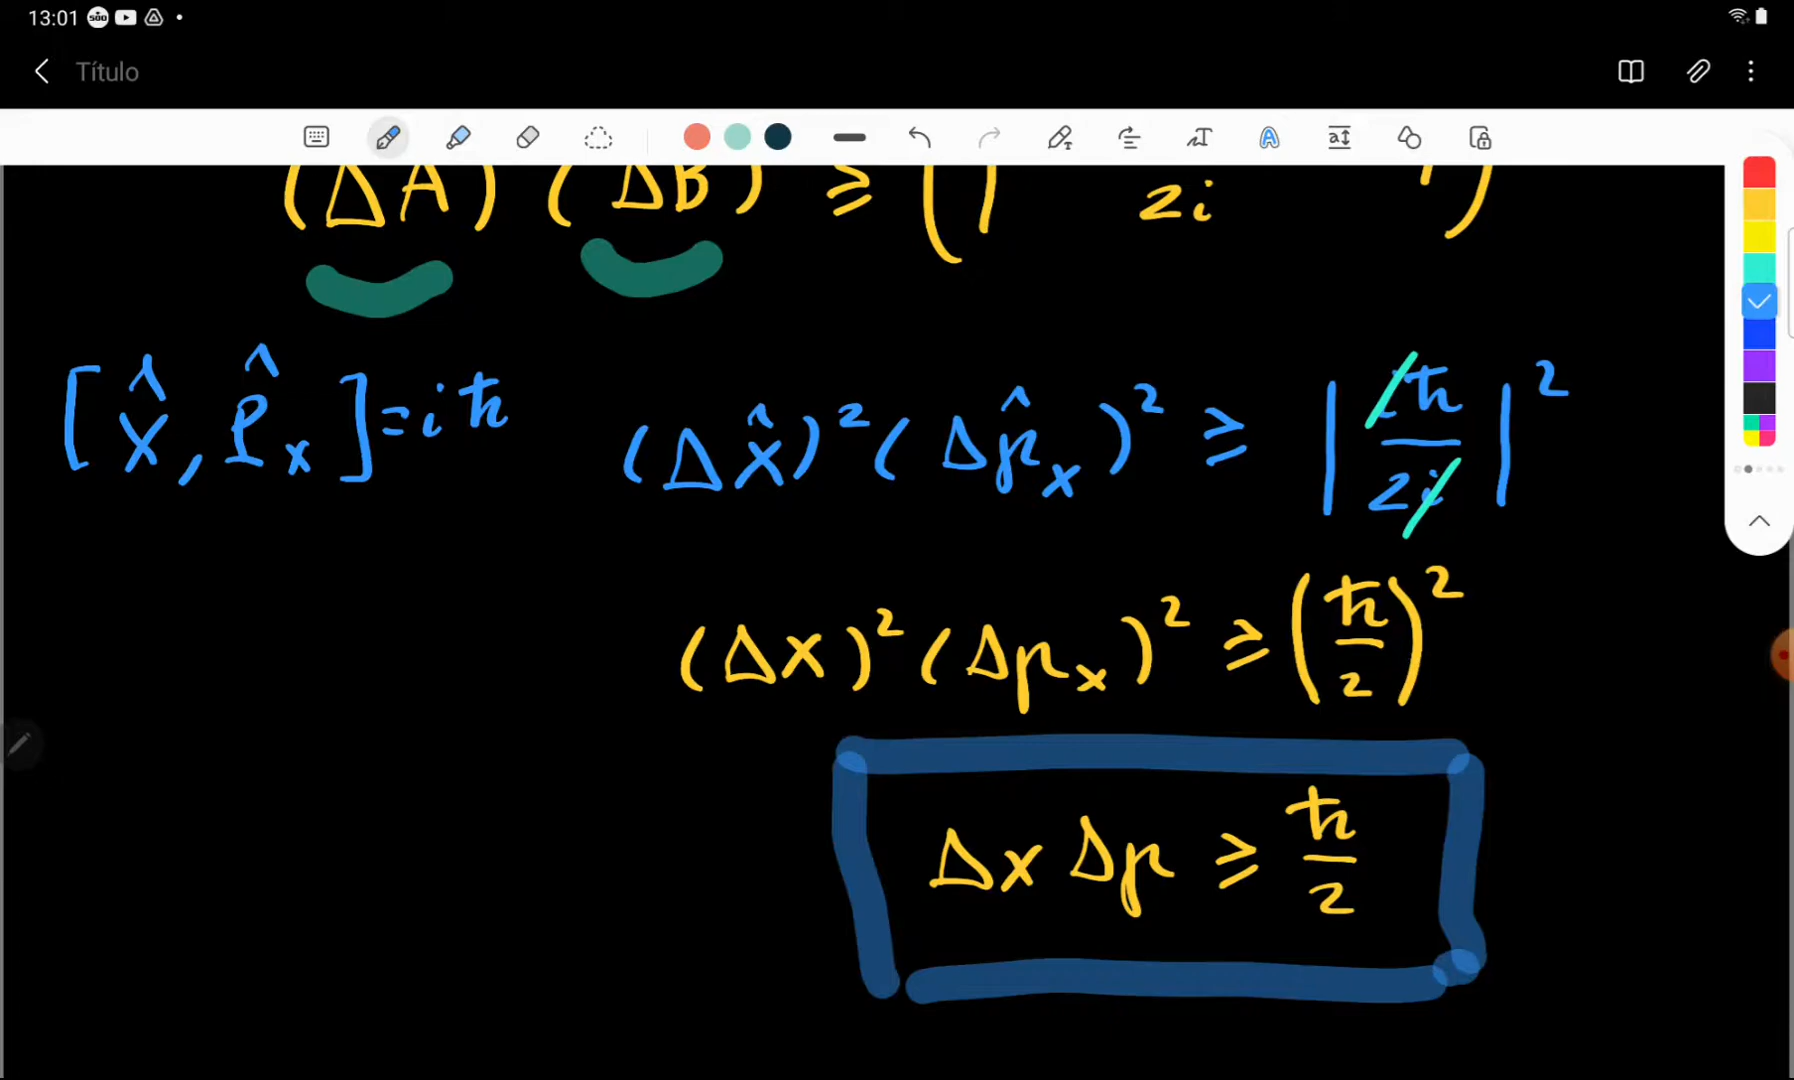 13:01
Título
(ΔA) (ΔB) ≥ (| 2i |)
[x̂, p̂ₓ] = iħ (Δx̂)² (Δp̂ₓ)² ≥ |iħ/2i|²
(Δx)² (Δpₓ)² ≥ (ħ/2)²
Δx Δp ≥ ħ/2